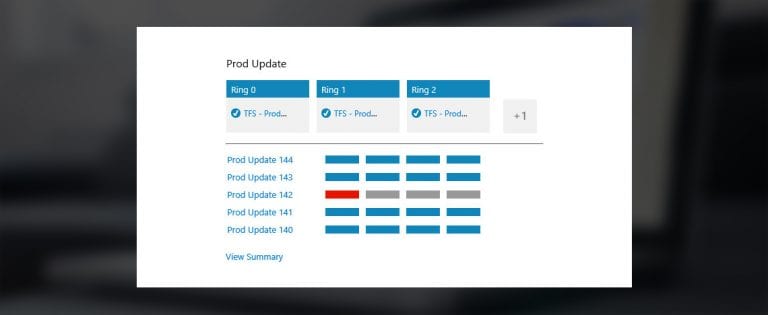 Prod Update
Ring 0 Ring 1 Ring 2
TFS - Prod... TFS - Prod... TFS - Prod... +1
Prod Update 144
Prod Update 143
Prod Update 142
Prod Update 141
Prod Update 140
View Summary